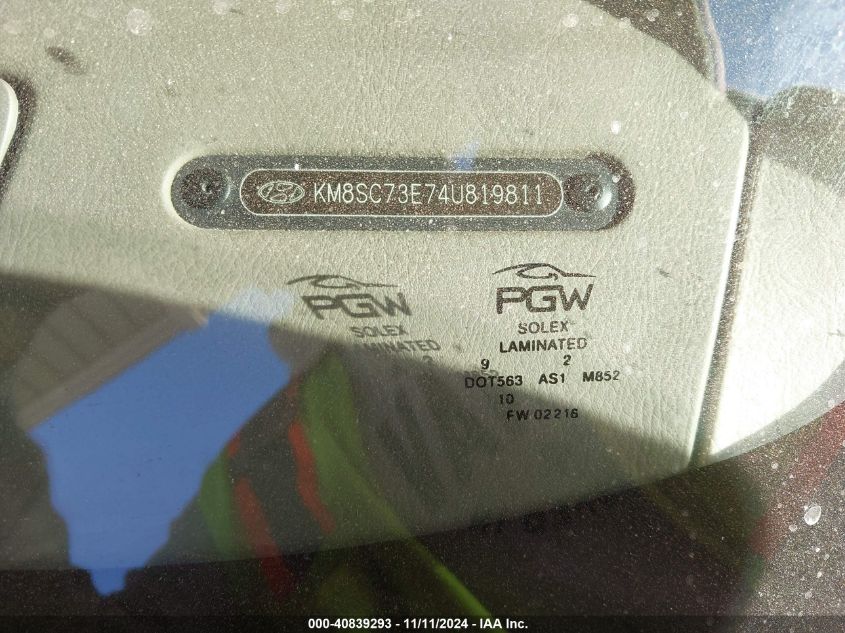 KM8SC73E74U819811
PGW
SOLEX
LAMINATED
2
PGW
SOLEX
LAMINATED
9 2
DOT563 AS1 M852
10
FW 02216
000-40839293 - 11/11/2024 - IAA Inc.